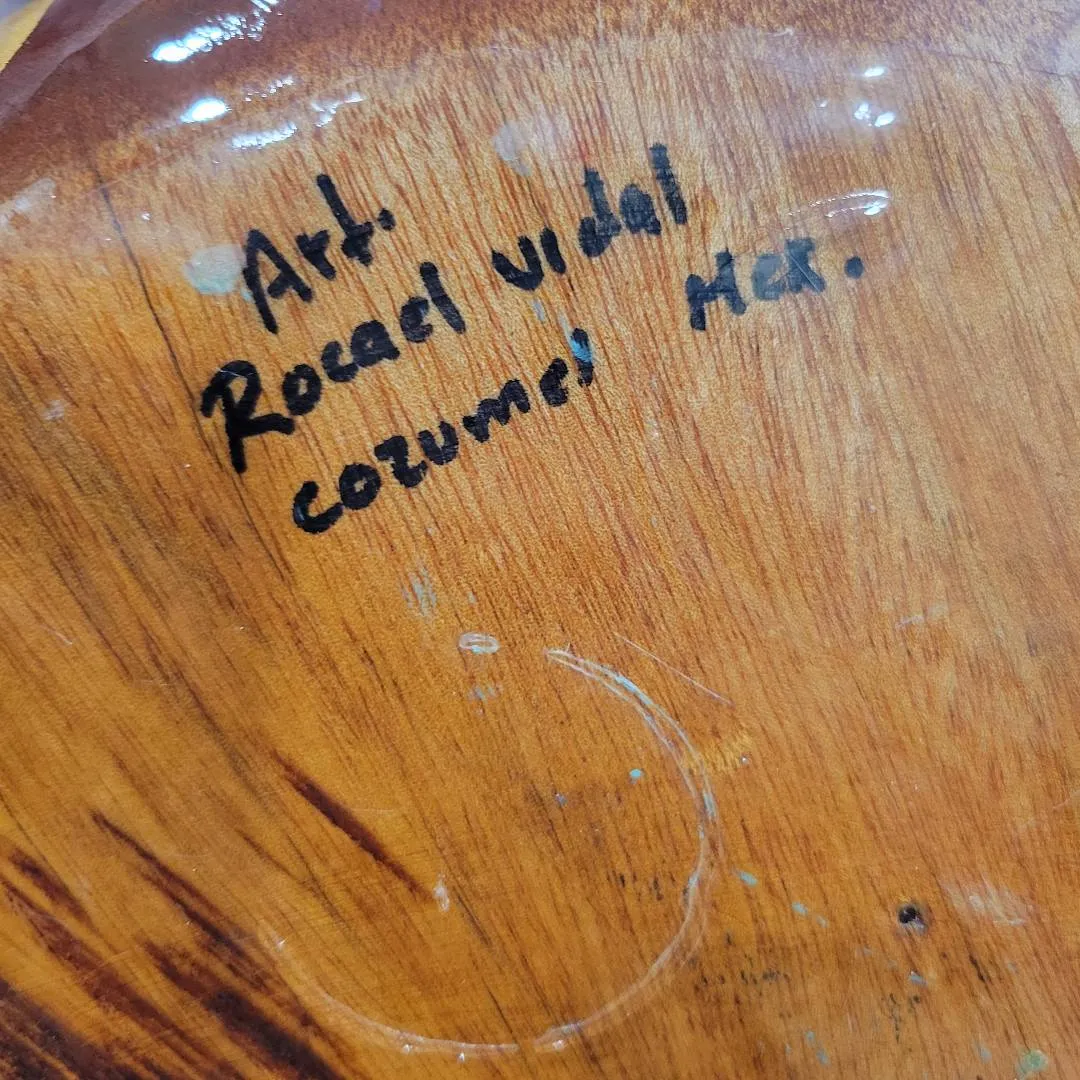 Art.
Rocael vidal
cozumel Mex.